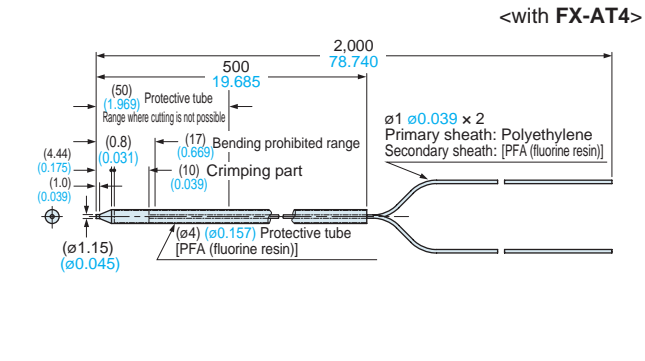 <with FX-AT4>
2,000
78.740
500
19.685
(50)
(1.969) Protective tube
Range where cutting is not possible
(4.44)
(0.175)
(0.8)
(0.031)
(17)
(0.669) Bending prohibited range
(10) Crimping part
(0.039)
(1.0)
(0.039)
ø1 ø0.039 × 2
Primary sheath: Polyethylene
Secondary sheath: [PFA (fluorine resin)]
(ø1.15)
(ø0.045)
(ø4) (ø0.157) Protective tube
[PFA (fluorine resin)]